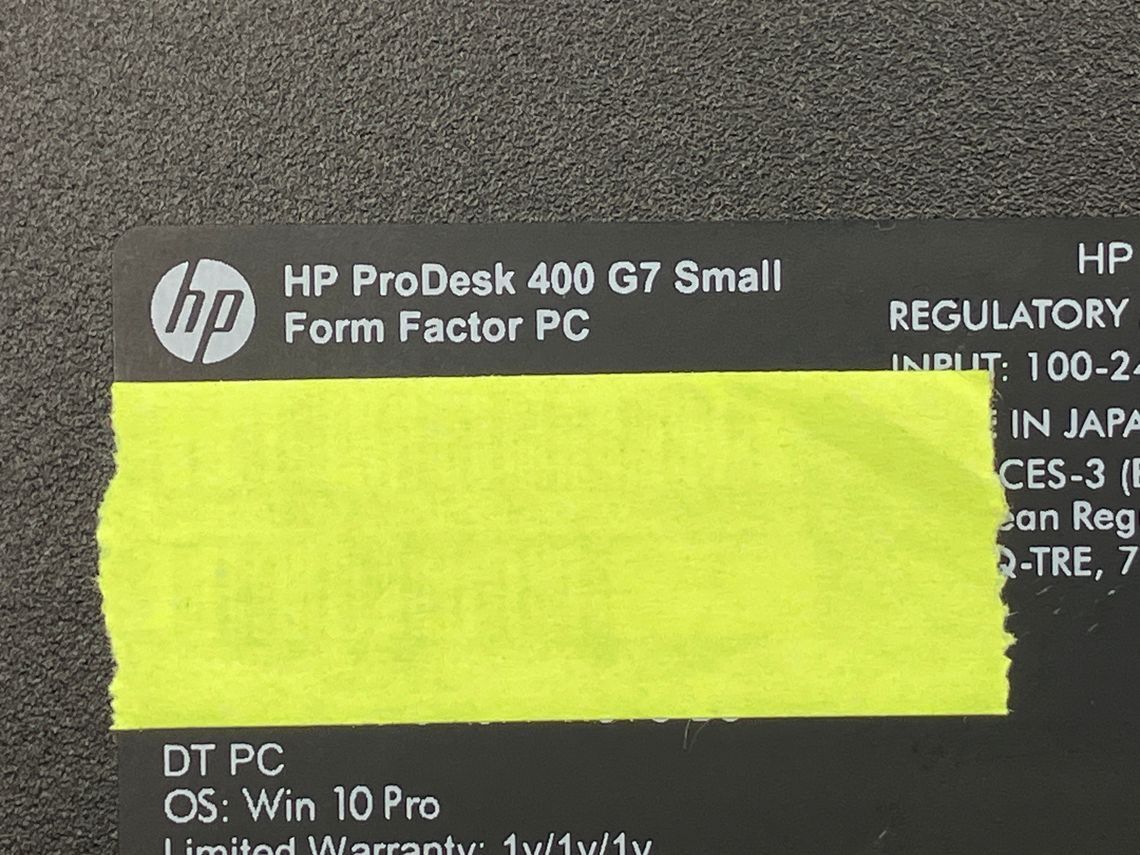 hp
HP ProDesk 400 G7 Small
Form Factor PC
HP
REGULATORY
INPUT: 100-24
IN JAPA
CES-3
ean Reg
Q-TRE, 7
DT PC
OS: Win 10 Pro
Limited Warranty: 1y/1y/1y